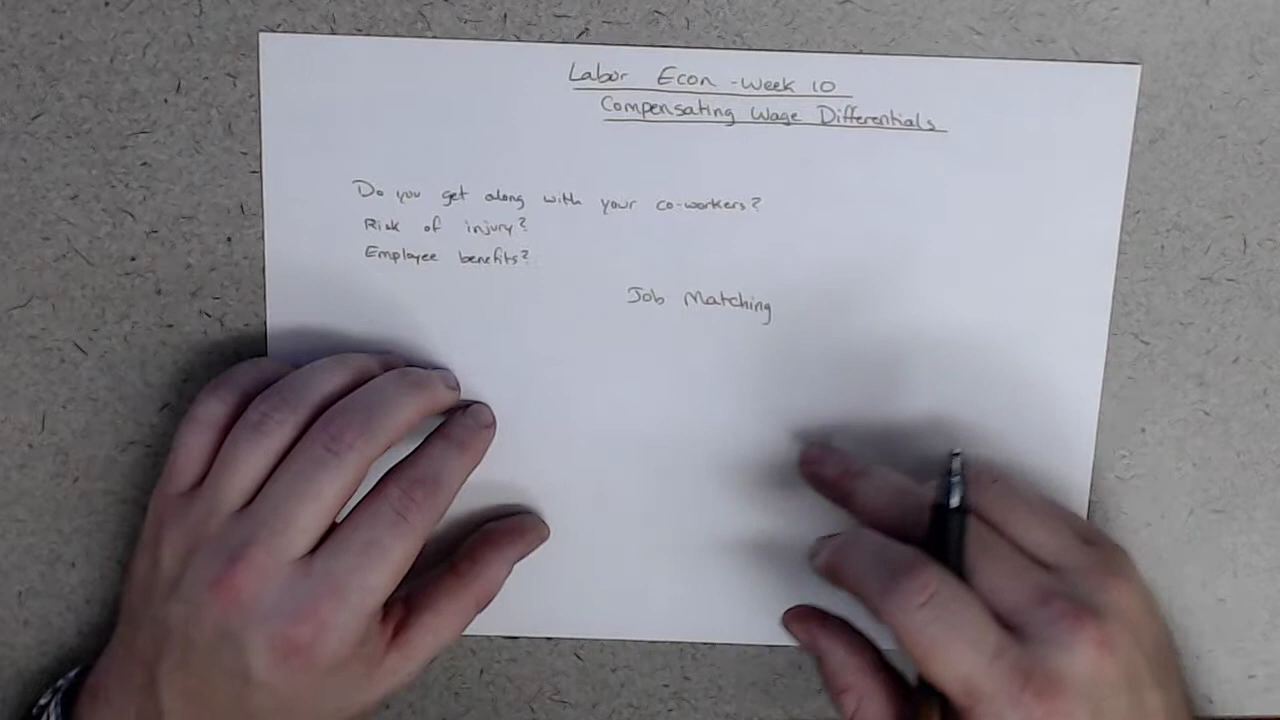 Labor Econ - Week 10
Compensating Wage Differentials
Do you get along with your co-workers?
Risk of injury?
Employee benefits?
Job Matching